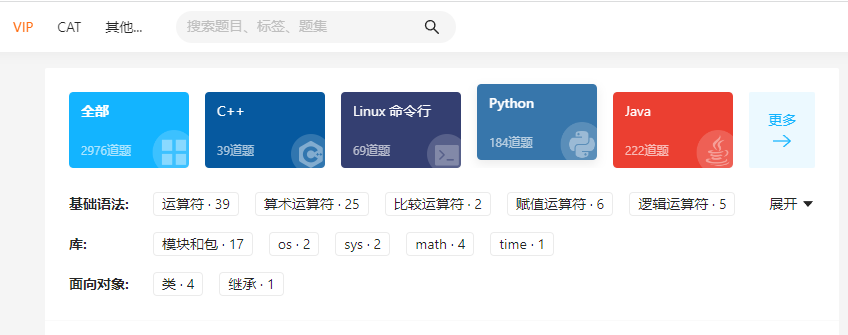 VIP CAT 其他... 搜索题目、标签、题集
全部 C++ Linux 命令行 Python Java 更多
2976道题 39道题 69道题 184道题 222道题
基础语法: 运算符 · 39 算术运算符 · 25 比较运算符 · 2 赋值运算符 · 6 逻辑运算符 · 5 展开
库: 模块和包 · 17 os · 2 sys · 2 math · 4 time · 1
面向对象: 类 · 4 继承 · 1